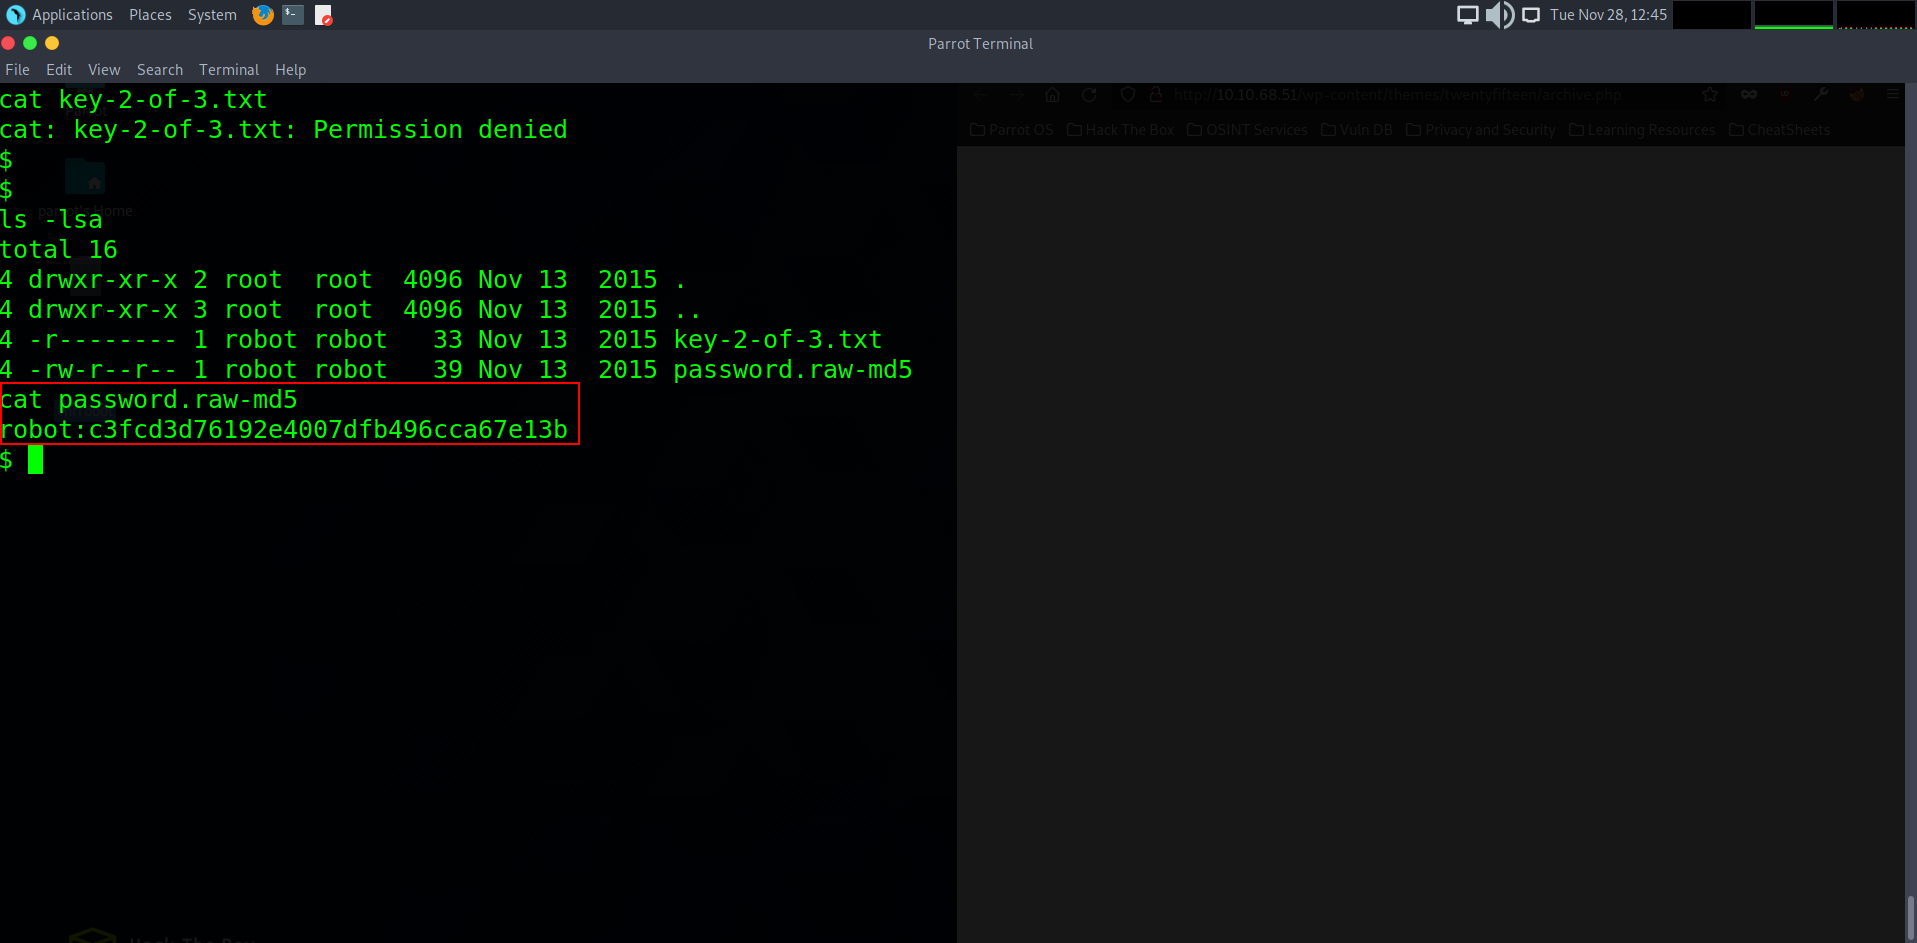 Applications Places System Tue Nov 28, 12:45
Parrot Terminal
File Edit View Search Terminal Help
cat key-2-of-3.txt
cat: key-2-of-3.txt: Permission denied
$
$
ls -lsa
total 16
4 drwxr-xr-x 2 root  root  4096 Nov 13  2015 .
4 drwxr-xr-x 3 root  root  4096 Nov 13  2015 ..
4 -r-------- 1 robot robot   33 Nov 13  2015 key-2-of-3.txt
4 -rw-r--r-- 1 robot robot   39 Nov 13  2015 password.raw-md5
cat password.raw-md5
robot:c3fcd3d76192e4007dfb496cca67e13b
$
parrot's Home
http://10.10.68.51/wp-content/themes/twentyfifteen/archive.php
Parrot OS Hack The Box OSINT Services Vuln DB Privacy and Security Learning Resources CheatSheets
Hack The Box